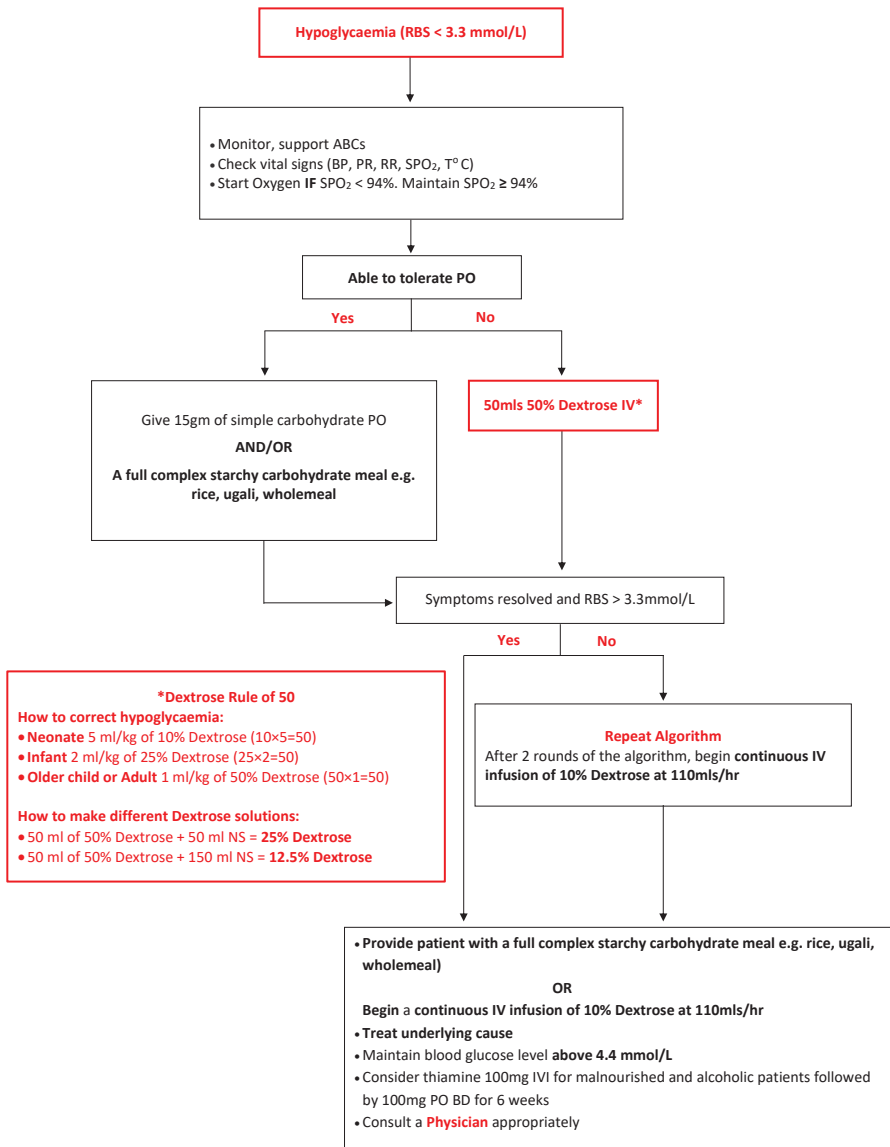 Hypoglycaemia (RBS < 3.3 mmol/L)
• Monitor, support ABCs
• Check vital signs (BP, PR, RR, SPO₂, T° C)
• Start Oxygen IF SPO₂ < 94%. Maintain SPO₂ ≥ 94%
Able to tolerate PO
Yes
No
Give 15gm of simple carbohydrate PO
AND/OR
A full complex starchy carbohydrate meal e.g.
rice, ugali, wholemeal
50mls 50% Dextrose IV*
Symptoms resolved and RBS > 3.3mmol/L
Yes
No
*Dextrose Rule of 50
How to correct hypoglycaemia:
• Neonate 5 ml/kg of 10% Dextrose (10×5=50)
• Infant 2 ml/kg of 25% Dextrose (25×2=50)
• Older child or Adult 1 ml/kg of 50% Dextrose (50×1=50)
How to make different Dextrose solutions:
• 50 ml of 50% Dextrose + 50 ml NS = 25% Dextrose
• 50 ml of 50% Dextrose + 150 ml NS = 12.5% Dextrose
Repeat Algorithm
After 2 rounds of the algorithm, begin continuous IV
infusion of 10% Dextrose at 110mls/hr
• Provide patient with a full complex starchy carbohydrate meal e.g. rice, ugali,
wholemeal)
OR
Begin a continuous IV infusion of 10% Dextrose at 110mls/hr
• Treat underlying cause
• Maintain blood glucose level above 4.4 mmol/L
• Consider thiamine 100mg IVI for malnourished and alcoholic patients followed
by 100mg PO BD for 6 weeks
• Consult a Physician appropriately